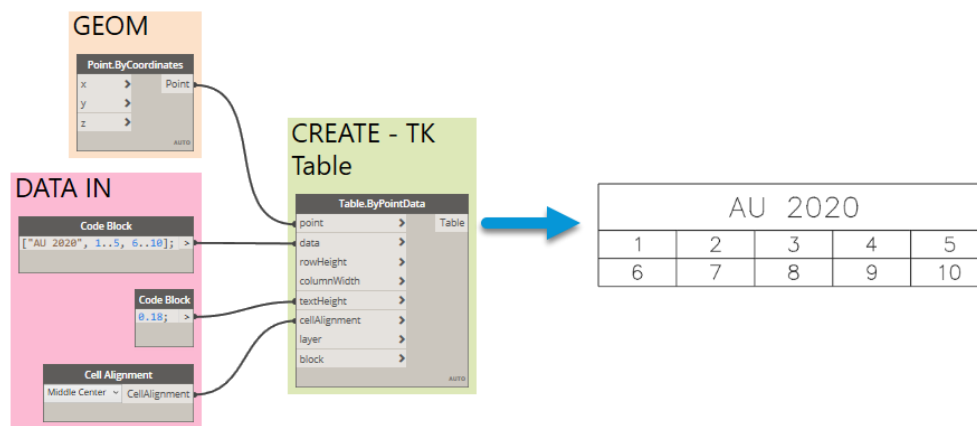 GEOM
Point.ByCoordinates
x > Point
y >
z >
AUTO
DATA IN
Code Block
["AU 2020", 1..5, 6..10]; >
Code Block
0.18; >
Cell Alignment
Middle Center CellAlignment
CREATE - TK
Table
Table.ByPointData
point > Table
data >
rowHeight >
columnWidth >
textHeight >
cellAlignment >
layer >
block >
AUTO
AU 2020
1 2 3 4 5
6 7 8 9 10